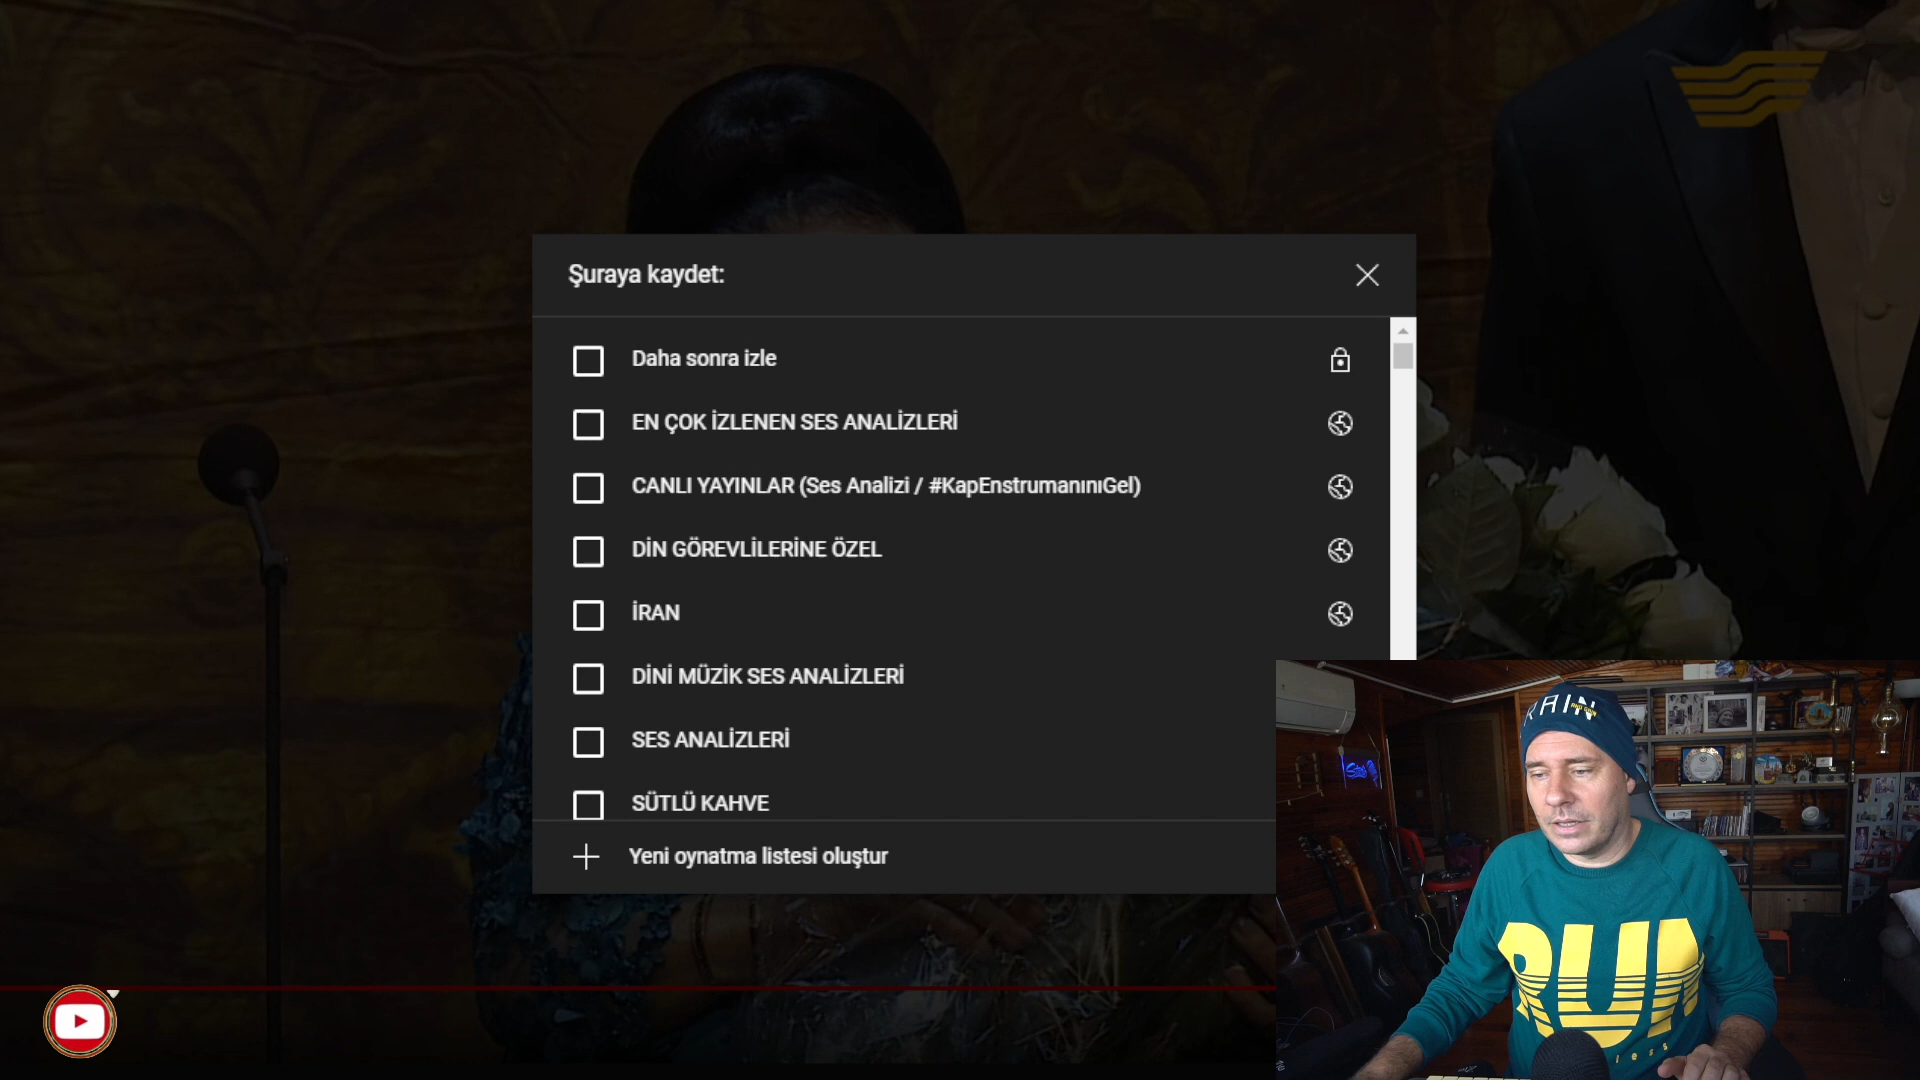 Şuraya kaydet:
Daha sonra izle
EN ÇOK İZLENEN SES ANALİZLERİ
CANLI YAYINLAR (Ses Analizi / #KapEnstrumanınıGel)
DİN GÖREVLİLERİNE ÖZEL
İRAN
DİNİ MÜZİK SES ANALİZLERİ
SES ANALİZLERİ
SÜTLÜ KAHVE
Yeni oynatma listesi oluştur
RAIN
RUN
less